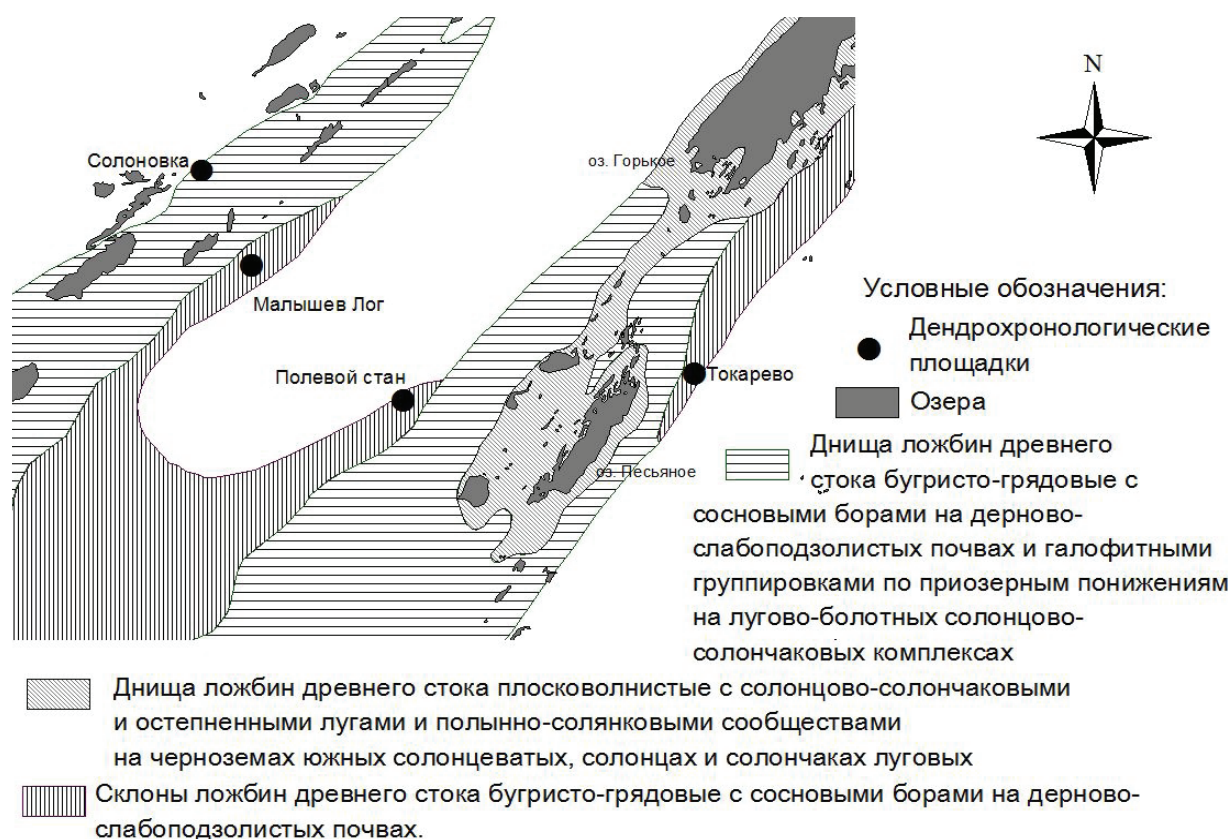 N
Солоновка
оз. Горькое
Малышев Лог
Полевой стан
Токарево
оз. Песьяное
Условные обозначения:
Дендрохронологические
площадки
Озера
Днища ложбин древнего
стока бугристо-грядовые с
сосновыми борами на дерново-
слабоподзолистых почвах и галофитными
группировками по приозерным понижениям
на лугово-болотных солонцово-
солончаковых комплексах
Днища ложбин древнего стока плосковолнистые с солонцово-солончаковыми
и остепненными лугами и полынно-солянковыми сообществами
на черноземах южных солонцеватых, солонцах и солончаках луговых
Склоны ложбин древнего стока бугристо-грядовые с сосновыми борами на дерново-
слабоподзолистых почвах.